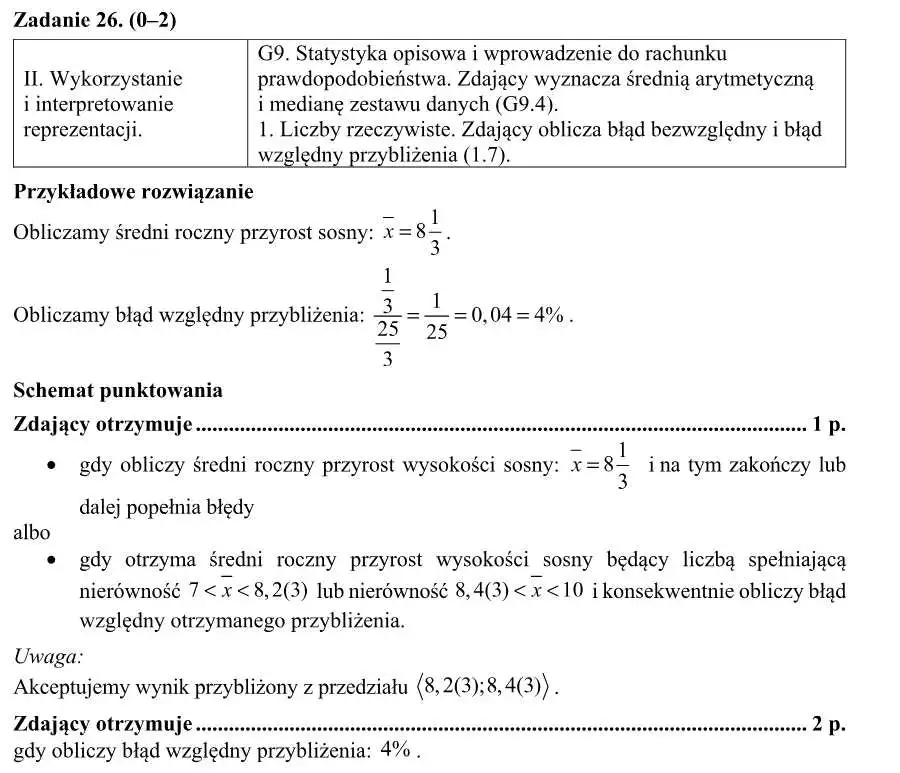 Zadanie 26. (0–2)
II. Wykorzystanie
i interpretowanie
reprezentacji.
G9. Statystyka opisowa i wprowadzenie do rachunku
prawdopodobieństwa. Zdający wyznacza średnią arytmetyczną
i medianę zestawu danych (G9.4).
1. Liczby rzeczywiste. Zdający oblicza błąd bezwzględny i błąd
względny przybliżenia (1.7).
Przykładowe rozwiązanie
Obliczamy średni roczny przyrost sosny: x̄ = 8 1/3 .
Obliczamy błąd względny przybliżenia: (1/3)/(25/3) = 1/25 = 0,04 = 4% .
Schemat punktowania
Zdający otrzymuje ........................................................................................................ 1 p.
• gdy obliczy średni roczny przyrost wysokości sosny: x̄ = 8 1/3 i na tym zakończy lub
dalej popełnia błędy
albo
• gdy otrzyma średni roczny przyrost wysokości sosny będący liczbą spełniającą
nierówność 7 < x̄ < 8,2(3) lub nierówność 8,4(3) < x̄ < 10 i konsekwentnie obliczy błąd
względny otrzymanego przybliżenia.
Uwaga:
Akceptujemy wynik przybliżony z przedziału ⟨8,2(3);8,4(3)⟩ .
Zdający otrzymuje ........................................................................................................ 2 p.
gdy obliczy błąd względny przybliżenia: 4% .